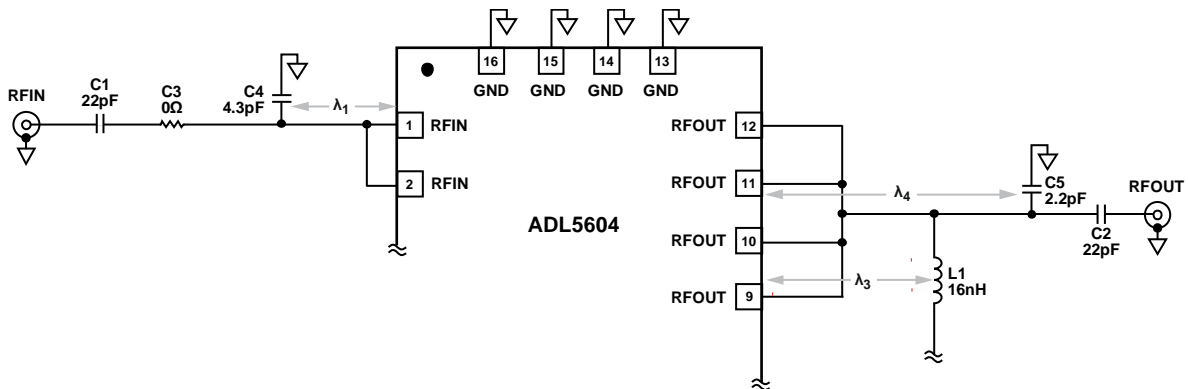 16
15
14
13
GND
GND
GND
GND
RFIN
C1
22pF
C3
0Ω
C4
4.3pF
λ1
1
RFIN
2
RFIN
ADL5604
RFOUT
12
RFOUT
11
RFOUT
10
RFOUT
9
λ4
λ3
C5
2.2pF
RFOUT
C2
22pF
L1
16nH